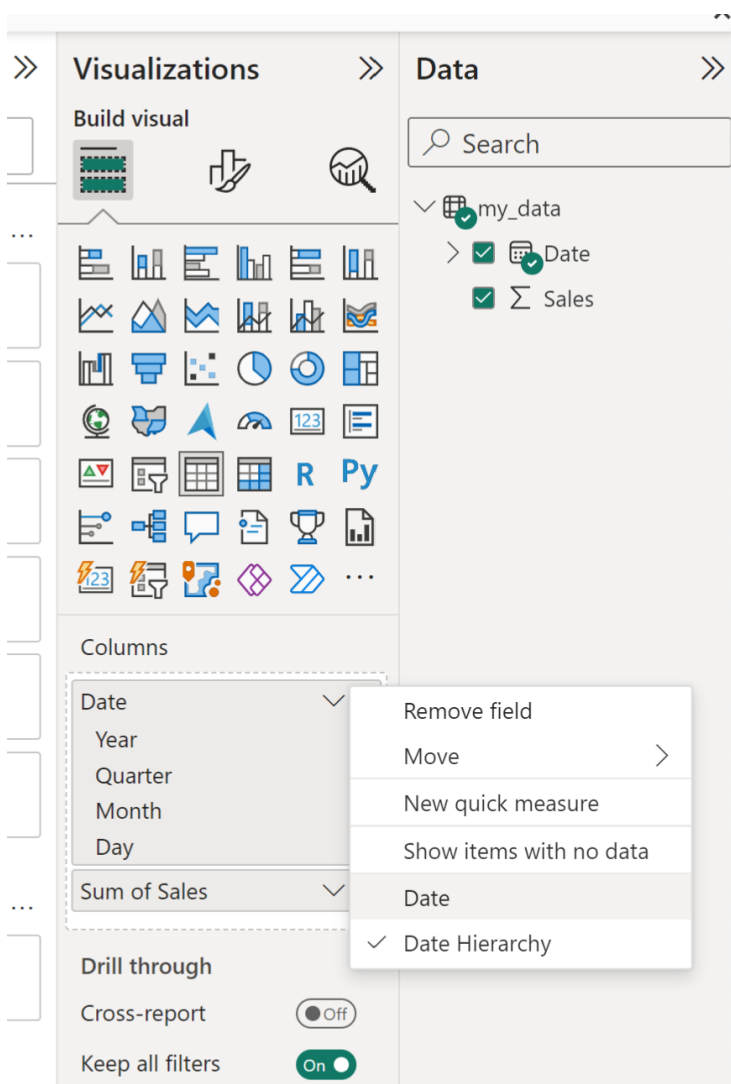 Visualizations
Data
Build visual
Search
my_data
Date
Sales
123
R
Py
123
Columns
Date
Year
Quarter
Month
Day
Sum of Sales
Remove field
Move
New quick measure
Show items with no data
Date
Date Hierarchy
Drill through
Cross-report
Off
Keep all filters
On